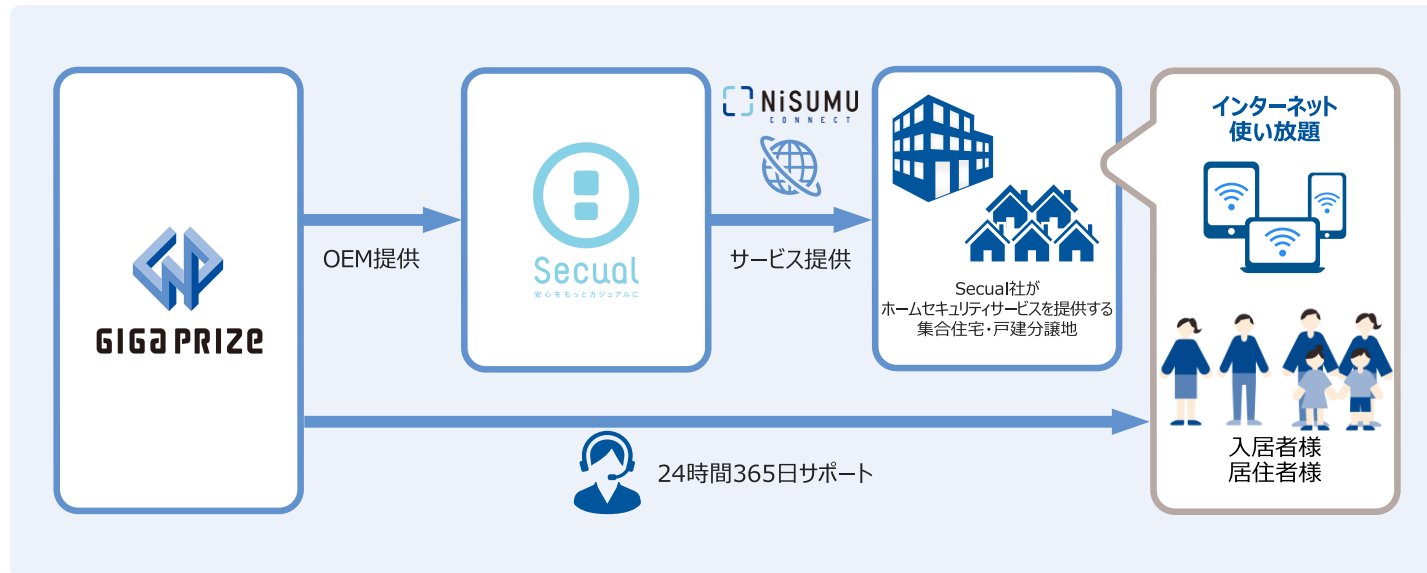 GIGA PRIZE
OEM提供
Secual
安心をもっとカジュアルに
NiSUMU
CONNECT
サービス提供
Secual社が
ホームセキュリティサービスを提供する
集合住宅・戸建分譲地
インターネット
使い放題
入居者様
居住者様
24時間365日サポート